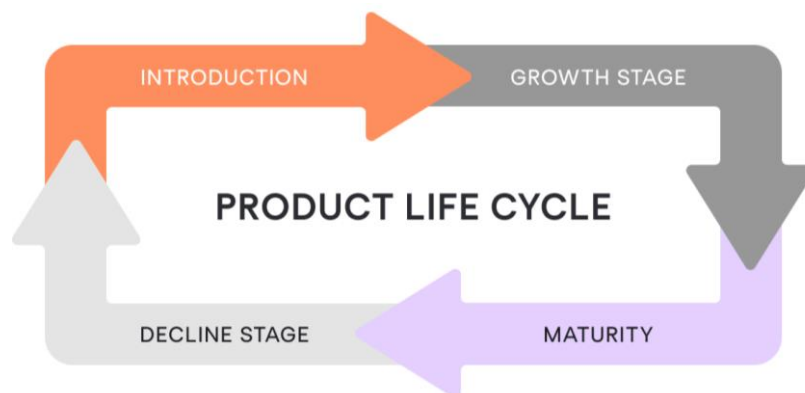 INTRODUCTION
GROWTH STAGE
PRODUCT LIFE CYCLE
DECLINE STAGE
MATURITY